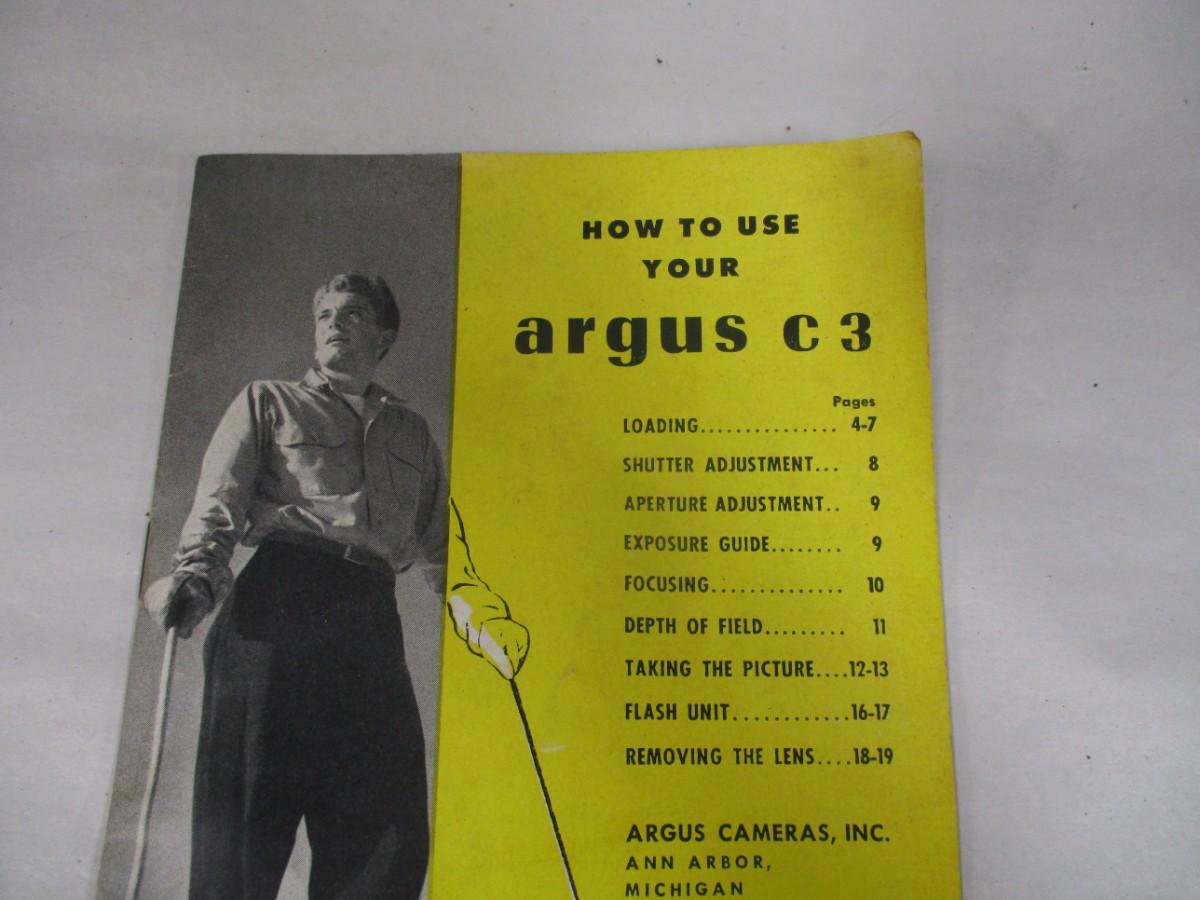 HOW TO USE
YOUR
argus c3
Pages
LOADING............... 4-7
SHUTTER ADJUSTMENT... 8
APERTURE ADJUSTMENT.. 9
EXPOSURE GUIDE........ 9
FOCUSING.............. 10
DEPTH OF FIELD......... 11
TAKING THE PICTURE....12-13
FLASH UNIT............16-17
REMOVING THE LENS....18-19
ARGUS CAMERAS, INC.
ANN ARBOR,
MICHIGAN